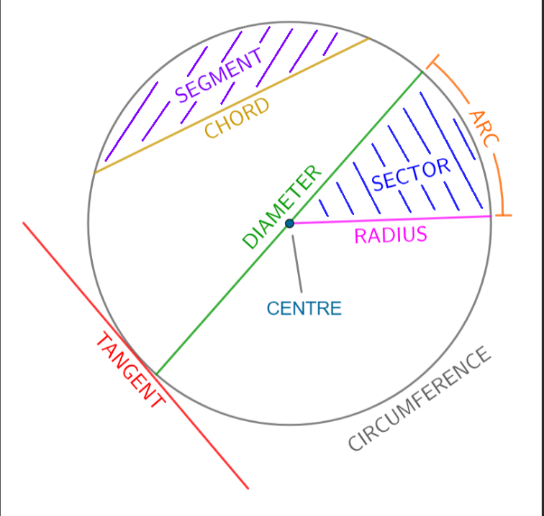 SEGMENT
CHORD
ARC
SECTOR
DIAMETER
RADIUS
CENTRE
TANGENT
CIRCUMFERENCE